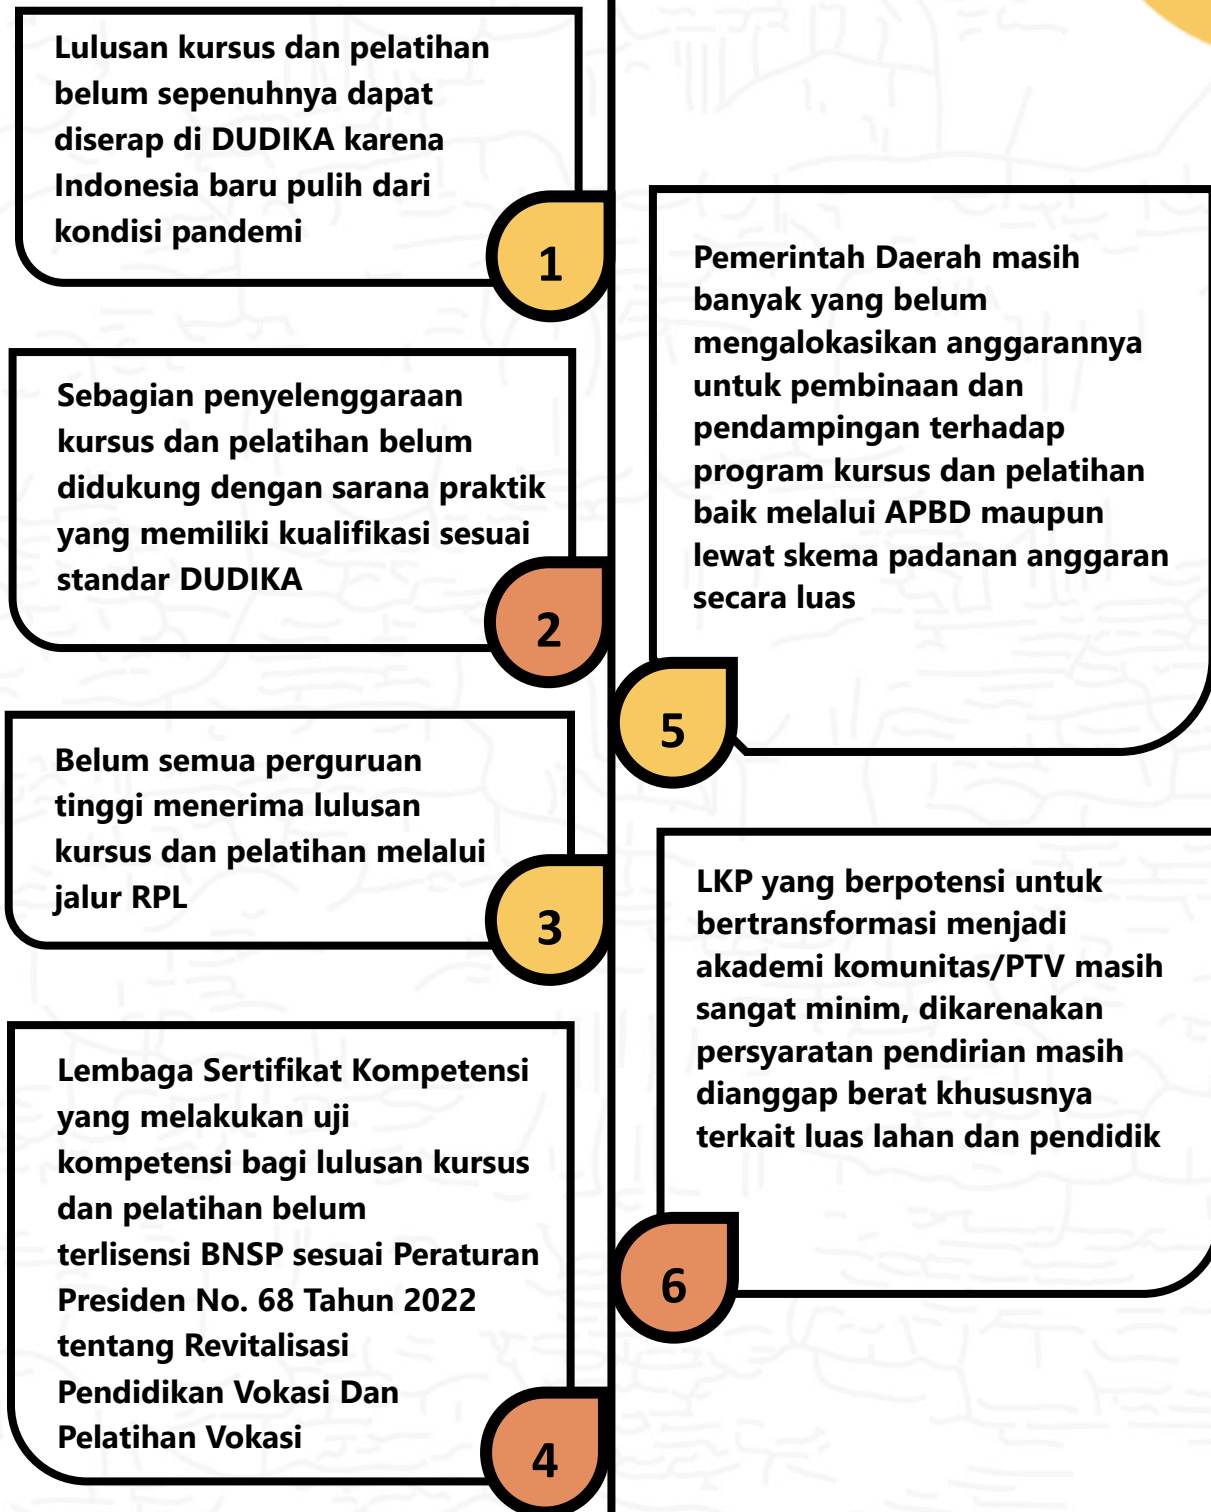 Lulusan kursus dan pelatihan
belum sepenuhnya dapat
diserap di DUDIKA karena
Indonesia baru pulih dari
kondisi pandemi
1
Sebagian penyelenggaraan
kursus dan pelatihan belum
didukung dengan sarana praktik
yang memiliki kualifikasi sesuai
standar DUDIKA
2
Belum semua perguruan
tinggi menerima lulusan
kursus dan pelatihan melalui
jalur RPL
3
Lembaga Sertifikat Kompetensi
yang melakukan uji
kompetensi bagi lulusan kursus
dan pelatihan belum
terlisensi BNSP sesuai Peraturan
Presiden No. 68 Tahun 2022
tentang Revitalisasi
Pendidikan Vokasi Dan
Pelatihan Vokasi
4
Pemerintah Daerah masih
banyak yang belum
mengalokasikan anggarannya
untuk pembinaan dan
pendampingan terhadap
program kursus dan pelatihan
baik melalui APBD maupun
lewat skema padanan anggaran
secara luas
5
LKP yang berpotensi untuk
bertransformasi menjadi
akademi komunitas/PTV masih
sangat minim, dikarenakan
persyaratan pendirian masih
dianggap berat khususnya
terkait luas lahan dan pendidik
6